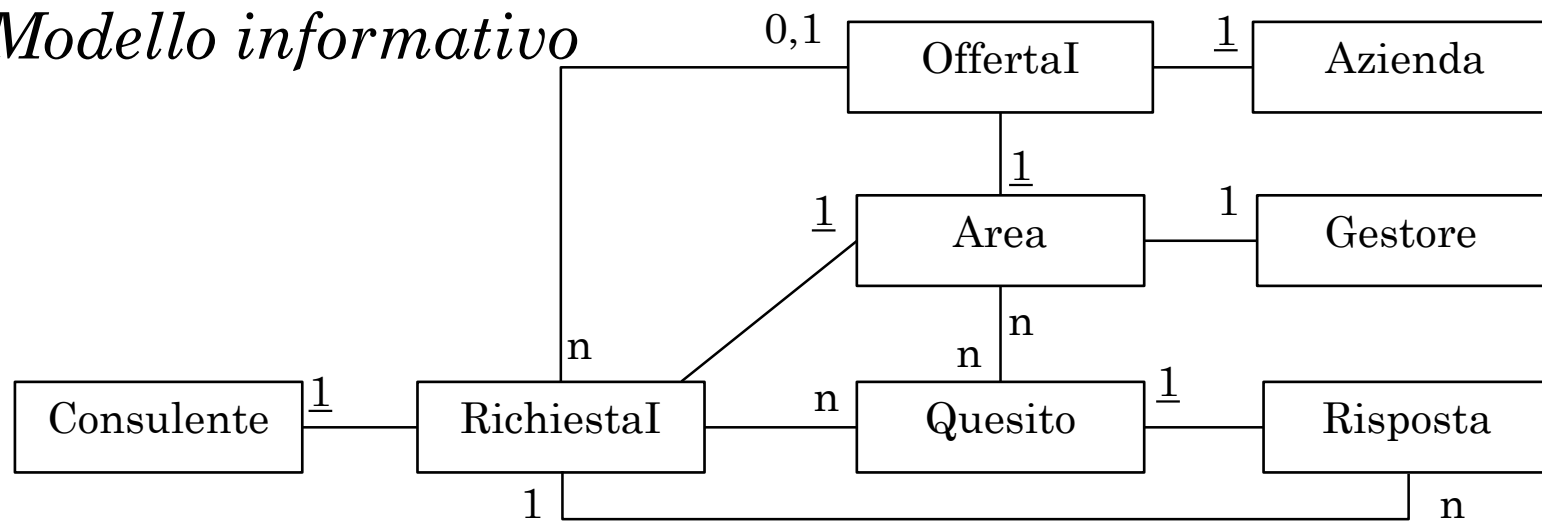 Modello informativo
0,1
OffertaI
1
Azienda
1
1
Area
1
Gestore
n
n
n
Consulente
1
RichiestaI
n
Quesito
1
Risposta
1
n